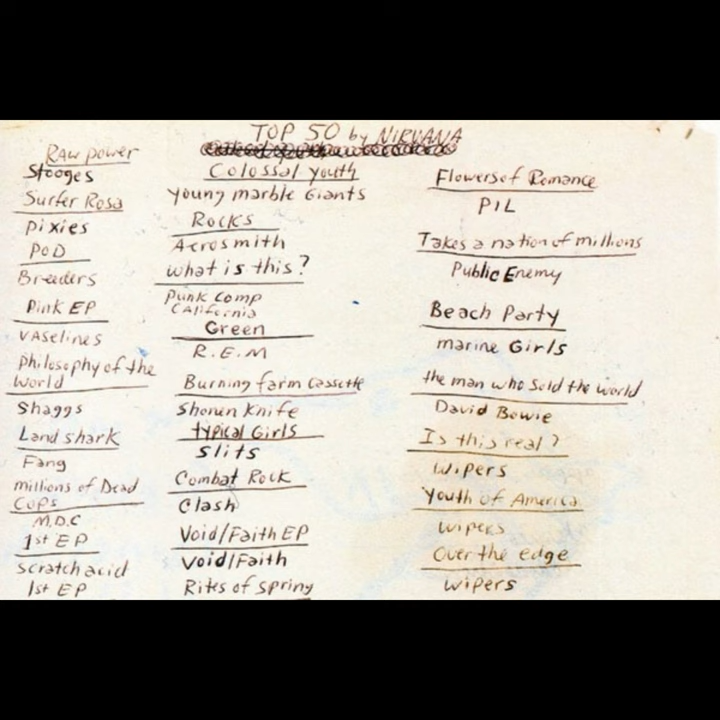 TOP 50 by NIRVANA
RAW power
Stooges
Surfer Rosa
pixies
POD
Breeders
Pink EP
vaselines
Philosophy of the
world
Shaggs
Land shark
Fang
millions of Dead
Cops
M.D.C
1st EP
scratch acid
1st EP
Colossal youth
young marble Giants
Rocks
Aerosmith
what is this?
Punk Comp
CAlifornia
Green
R.E.M
Burning farm cassette
Shonen Knife
typical Girls
slits
Combat Rock
Clash
Void/Faith EP
Void/Faith
Rites of spring
Flowers of Romance
PIL
Takes a nation of millions
Public Enemy
Beach Party
marine Girls
the man who sold the world
David Bowie
Is this real?
wipers
Youth of America
wipers
Over the edge
wipers